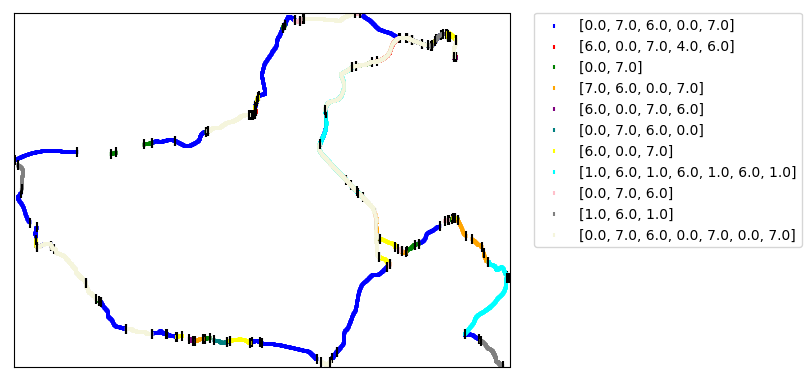 [0.0, 7.0, 6.0, 0.0, 7.0]
[6.0, 0.0, 7.0, 4.0, 6.0]
[0.0, 7.0]
[7.0, 6.0, 0.0, 7.0]
[6.0, 0.0, 7.0, 6.0]
[0.0, 7.0, 6.0, 0.0]
[6.0, 0.0, 7.0]
[1.0, 6.0, 1.0, 6.0, 1.0, 6.0, 1.0]
[0.0, 7.0, 6.0]
[1.0, 6.0, 1.0]
[0.0, 7.0, 6.0, 0.0, 7.0, 0.0, 7.0]